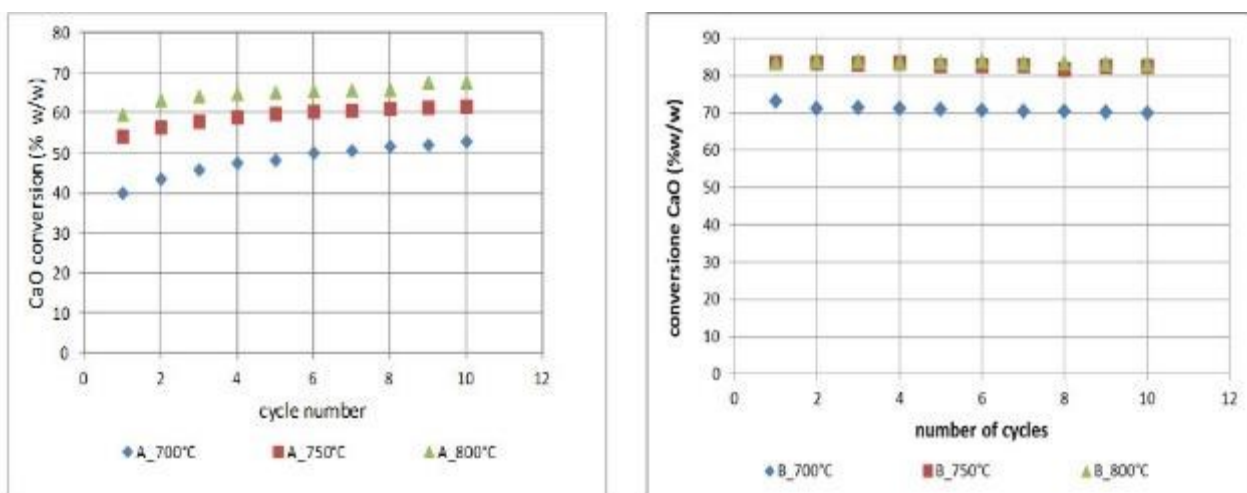 CaO conversion (% w/w)
80
70
60
50
40
30
20
10
0
0 2 4 6 8 10 12
cycle number
A_700°C A_750°C A_800°C
conversione CaO (%w/w)
90
80
70
60
50
40
30
20
10
0
0 2 4 6 8 10 12
number of cycles
B_700°C B_750°C B_800°C